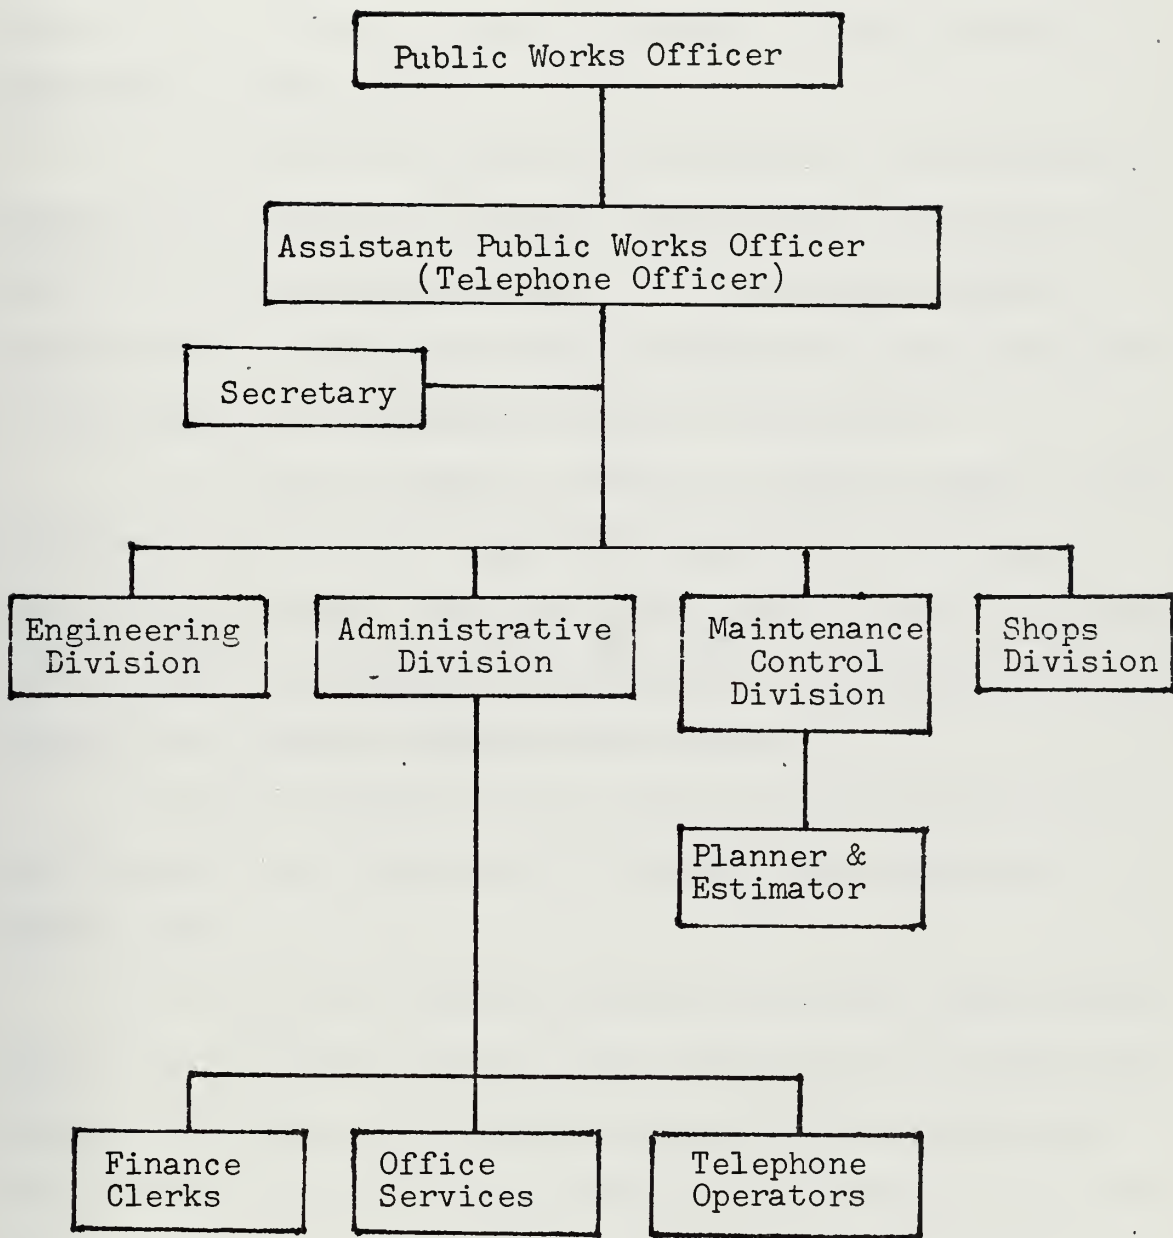 Public Works Officer
Assistant Public Works Officer
(Telephone Officer)
Secretary
Engineering
Division
Administrative
Division
Maintenance
Control
Division
Shops
Division
Planner &
Estimator
Finance
Clerks
Office
Services
Telephone
Operators